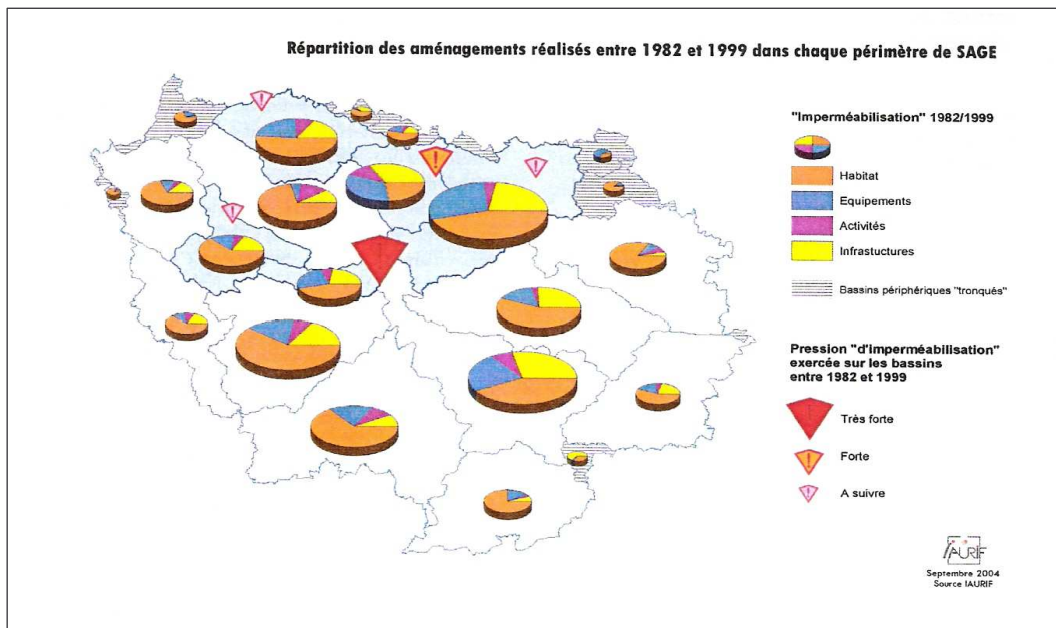 Répartition des aménagements réalisés entre 1982 et 1999 dans chaque périmètre de SAGE
"Imperméabilisation" 1982/1999
Habitat
Equipements
Activités
Infrastuctures
Bassins périphériques "tronqués"
Pression "d'imperméabilisation"
exercée sur les bassins
entre 1982 et 1999
Très forte
Forte
A suivre
IAURIF
Septembre 2004
Source IAURIF